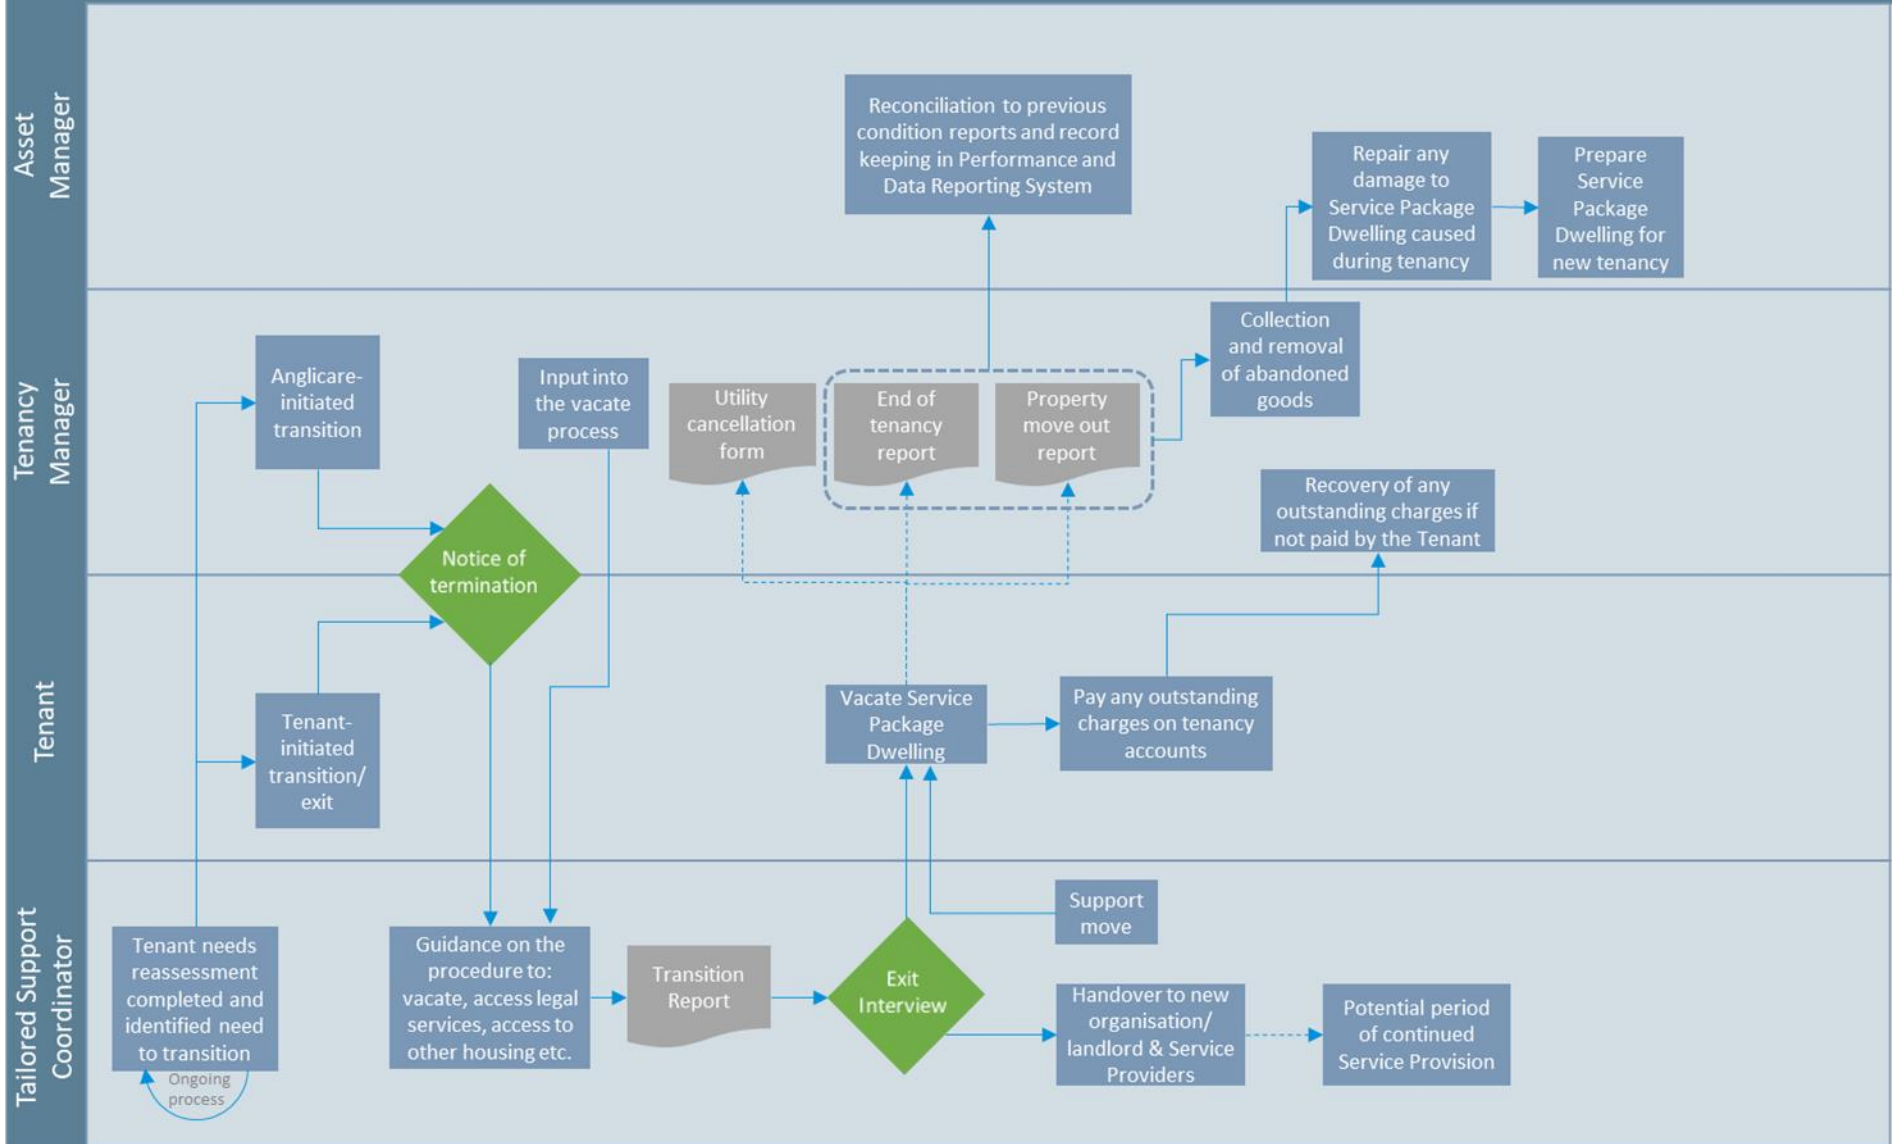 Asset
Manager
Reconciliation to previous
condition reports and record
keeping in Performance and
Data Reporting System
Repair any
damage to
Service Package
Dwelling caused
during tenancy
Prepare
Service
Package
Dwelling for
new tenancy
Tenancy
Manager
Anglicare-
initiated
transition
Input into
the vacate
process
Utility
cancellation
form
End of
tenancy
report
Property
move out
report
Collection
and removal
of abandoned
goods
Recovery of any
outstanding charges if
not paid by the Tenant
Notice of
termination
Tenant
Tenant-
initiated
transition/
exit
Vacate Service
Package
Dwelling
Pay any outstanding
charges on tenancy
accounts
Tailored Support
Coordinator
Tenant needs
reassessment
completed and
identified need
to transition
Ongoing
process
Guidance on the
procedure to:
vacate, access legal
services, access to
other housing etc.
Transition
Report
Exit
Interview
Support
move
Handover to new
organisation/
landlord & Service
Providers
Potential period
of continued
Service Provision